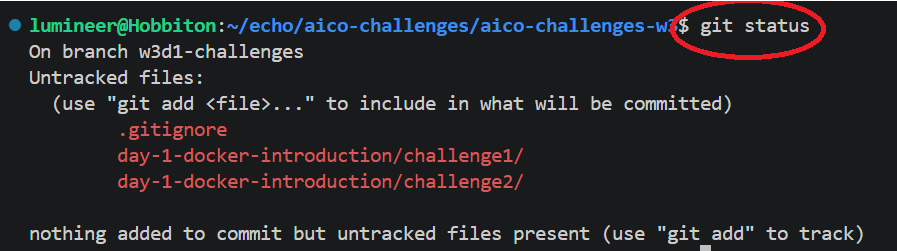 lumineer@Hobbiton:~/echo/aico-challenges/aico-challenges-w3$ git status
On branch w3d1-challenges
Untracked files:
  (use "git add <file>..." to include in what will be committed)
        .gitignore
        day-1-docker-introduction/challenge1/
        day-1-docker-introduction/challenge2/

nothing added to commit but untracked files present (use "git add" to track)